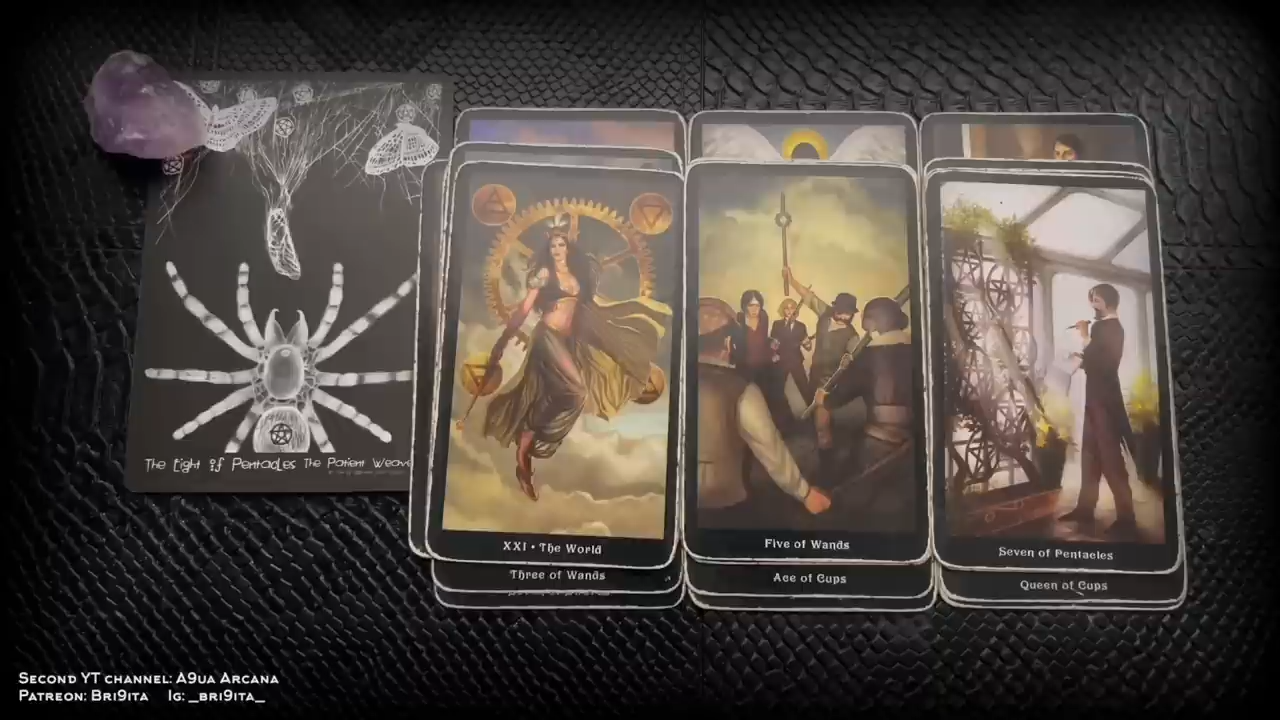 The Eight of Pentacles The Patient Weave
XXI • The World
Three of Wands
Five of Wands
Ace of Cups
Seven of Pentacles
Queen of Cups
Second YT channel: A9ua Arcana
Patreon: Bri9ita Ig: _bri9ita_